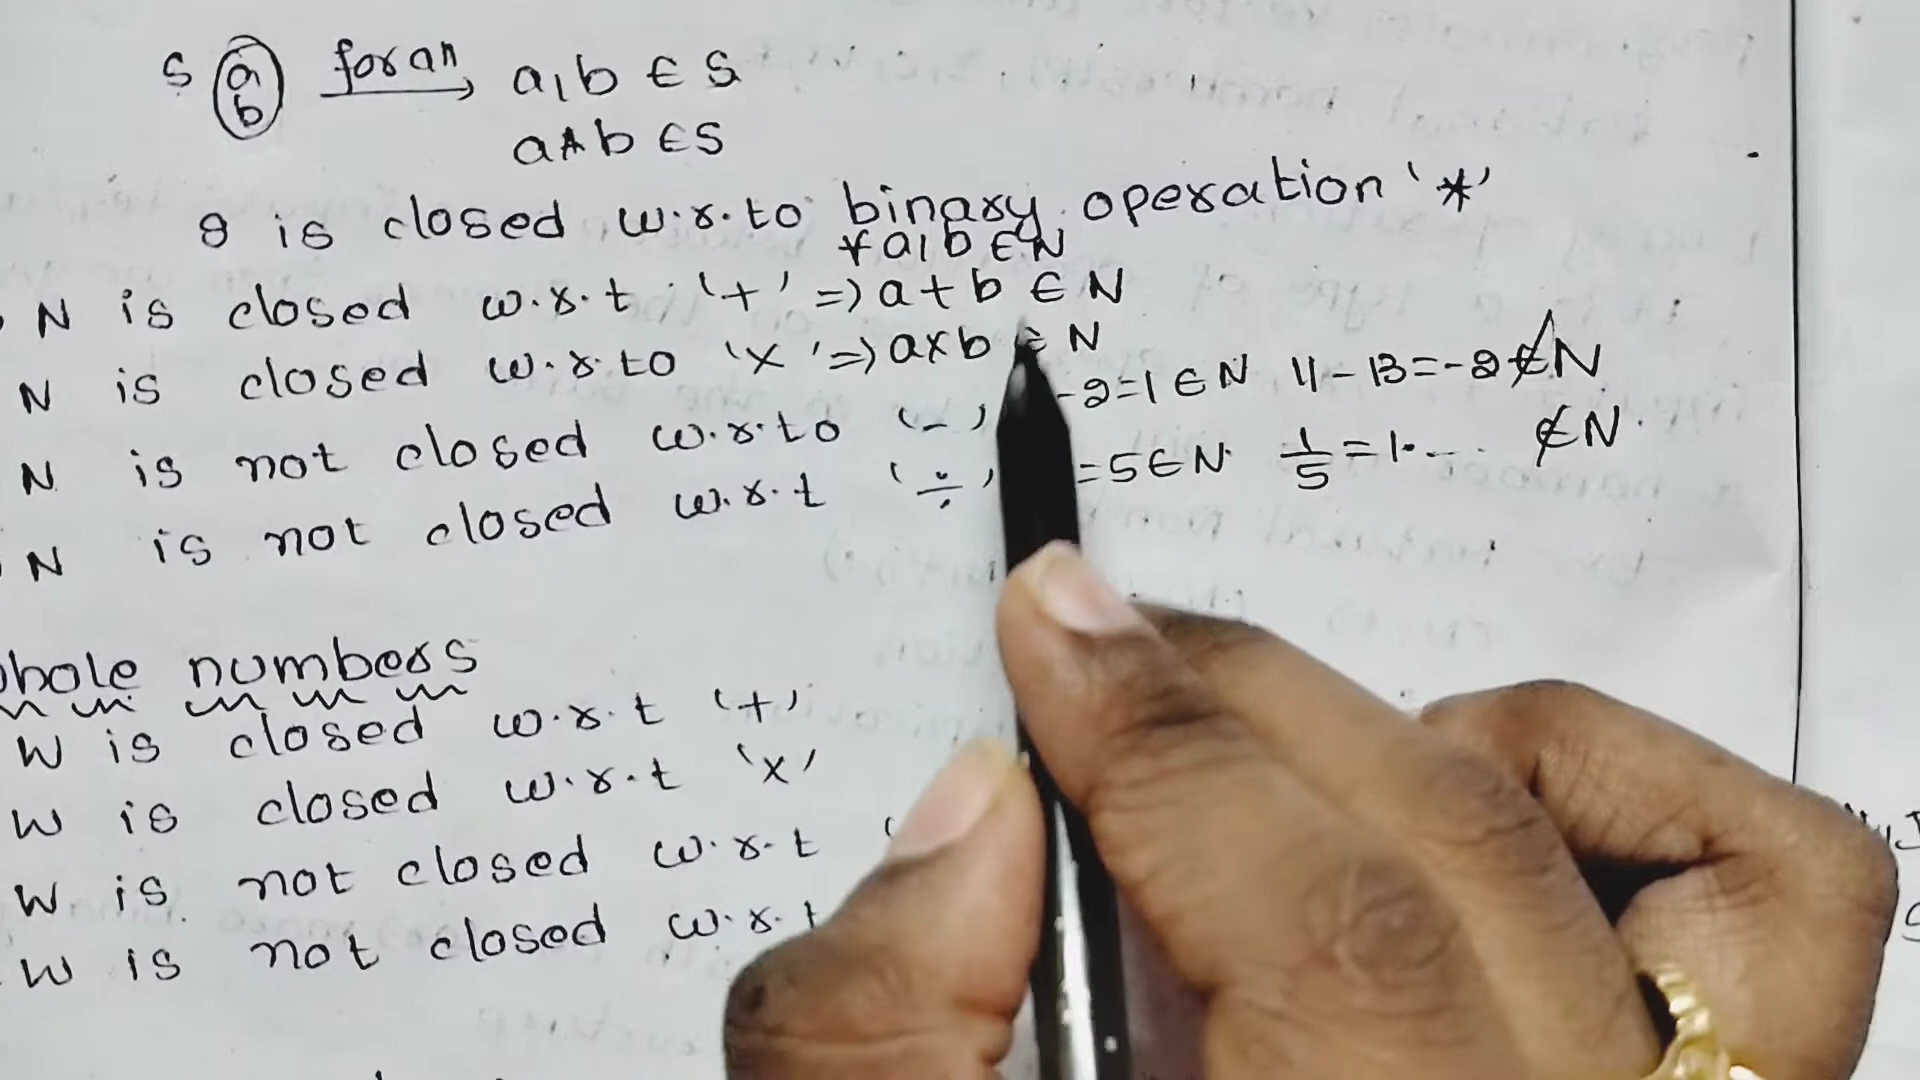 S a b for all a,b ∈ S
a*b ∈ S
S is closed w.r.to binary operation '*'
∀ a,b ∈ N
N is closed w.r.t '+' => a+b ∈ N
N is closed w.r.to 'x' => axb ∈ N
N is not closed w.r.to '-' -2=1 ∈ N 11-13=-2 ∉ N
N is not closed w.r.t '÷' =5 ∈ N 1/5=1.... ∉ N
whole numbers
W is closed w.r.t '+'
W is closed w.r.t 'x'
W is not closed w.r.t
W is not closed w.r.t